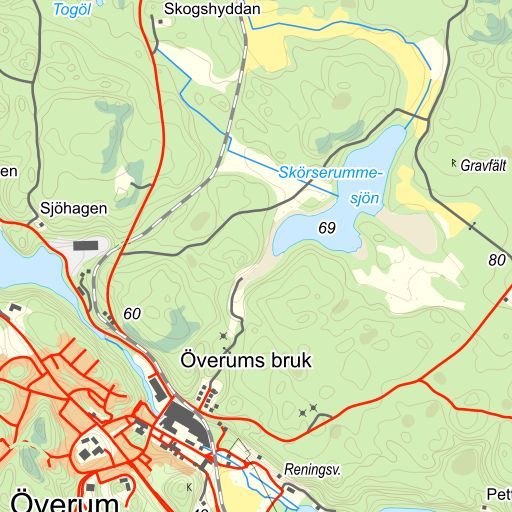 Togöl
Skogshyddan
Gravfält
Skörserumme-
sjön
en
Sjöhagen
69
80
60
Överums bruk
Reningsv.
Pet
Överum